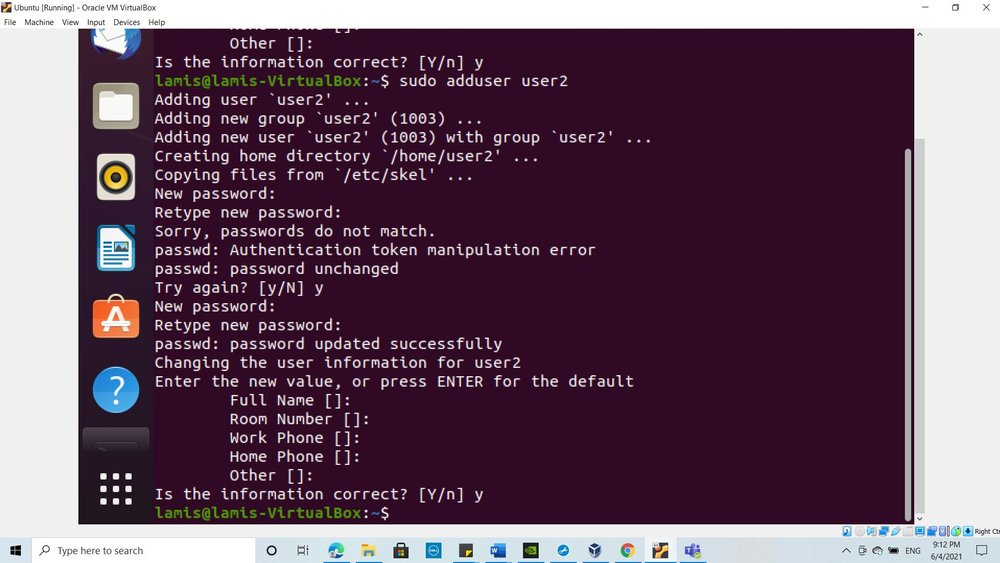 Ubuntu [Running] - Oracle VM VirtualBox
File Machine View Input Devices Help
Other []:
Is the information correct? [Y/n] y
lamis@lamis-VirtualBox:~$ sudo adduser user2
Adding user `user2' ...
Adding new group `user2' (1003) ...
Adding new user `user2' (1003) with group `user2' ...
Creating home directory `/home/user2' ...
Copying files from `/etc/skel' ...
New password:
Retype new password:
Sorry, passwords do not match.
passwd: Authentication token manipulation error
passwd: password unchanged
Try again? [y/N] y
New password:
Retype new password:
passwd: password updated successfully
Changing the user information for user2
Enter the new value, or press ENTER for the default
Full Name []:
Room Number []:
Work Phone []:
Home Phone []:
Other []:
Is the information correct? [Y/n] y
lamis@lamis-VirtualBox:~$
Right Ctr
Type here to search
DELL
ENG
9:12 PM
6/4/2021